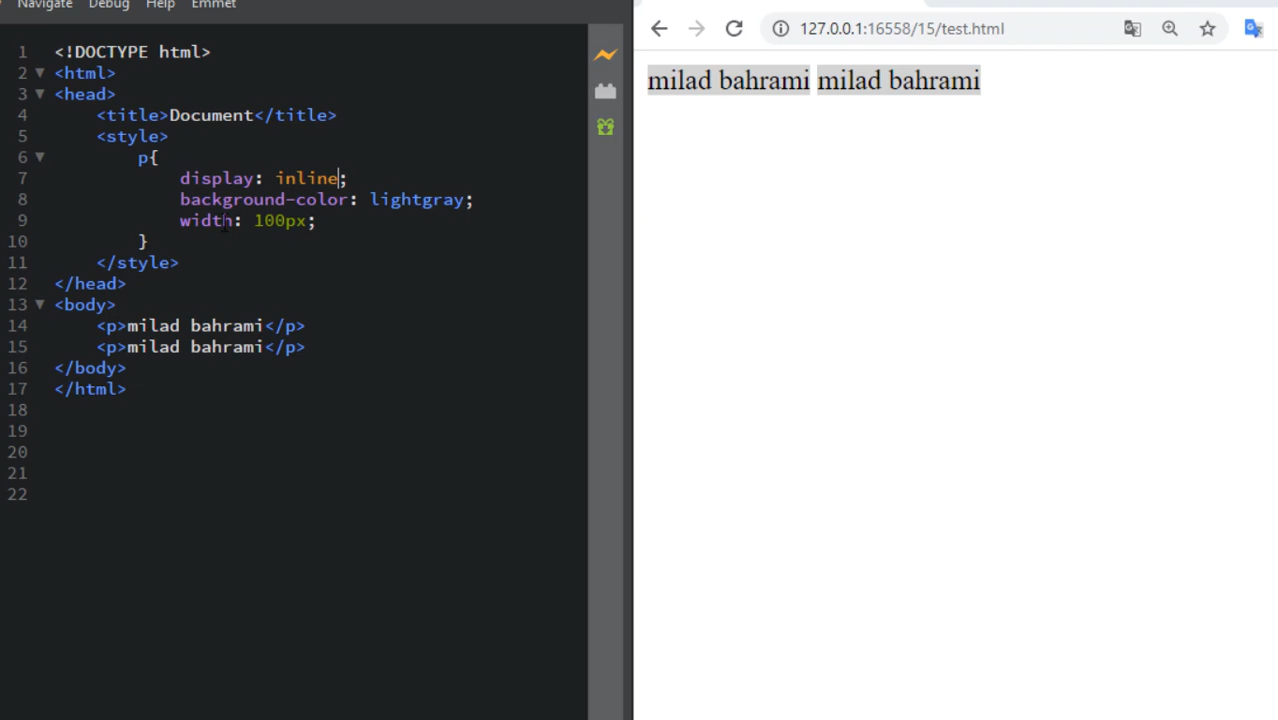 Navigate Debug Help Emmet
1 <!DOCTYPE html>
2 <html>
3 <head>
4 <title>Document</title>
5 <style>
6 p{
7 display: inline;
8 background-color: lightgray;
9 width: 100px;
10 }
11 </style>
12 </head>
13 <body>
14 <p>milad bahrami</p>
15 <p>milad bahrami</p>
16 </body>
17 </html>
18
19
20
21
22
127.0.0.1:16558/15/test.html
milad bahrami milad bahrami